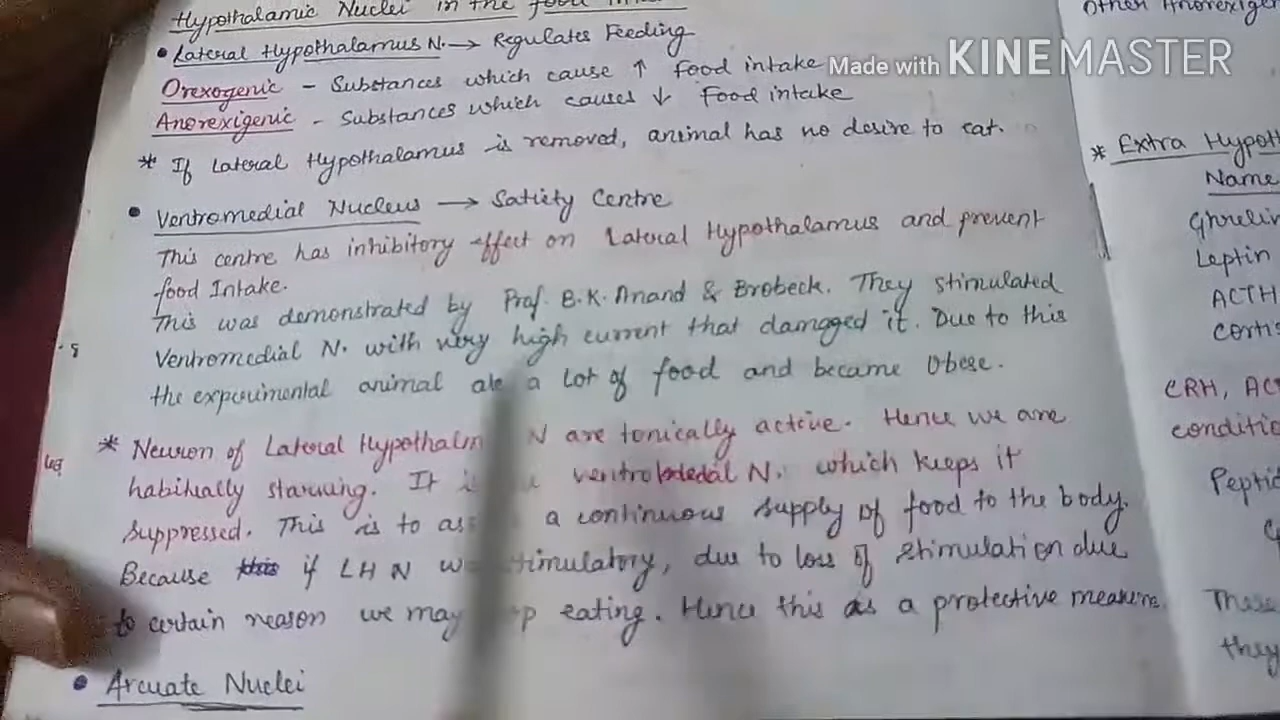 Hypothalamic Nuclei in the food
• Lateral Hypothalamus N. → Regulates Feeding
Orexogenic - Substances which cause ↑ food intake
Anorexigenic - Substances which causes ↓ Food intake
* If Lateral Hypothalamus is removed, animal has no desire to eat.
• Ventromedial Nucleus → Satiety Centre
This centre has inhibitory effect on Lateral Hypothalamus and prevent
food Intake.
This was demonstrated by Prof. B.K. Anand & Brobeck. They stimulated
Ventromedial N. with very high current that damaged it. Due to this
the experimental animal ate a lot of food and became Obese.
* Neuron of Lateral Hypothalm N are tonically active. Hence we are
habitually starving. It which keeps it
suppressed. This is to as a continuous supply of food to the body.
Because if LHN timulatory, due to loss of stimulation due
to certain reason we may p eating. Hence this is a protective measure.
• Arcuate Nuclei
Made with KINEMASTER
Other Anorexiger
* Extra Hypoth
Name
Ghrelin
Leptin
ACTH
Cortis
CRH, AC
conditio
Peptid
These
they